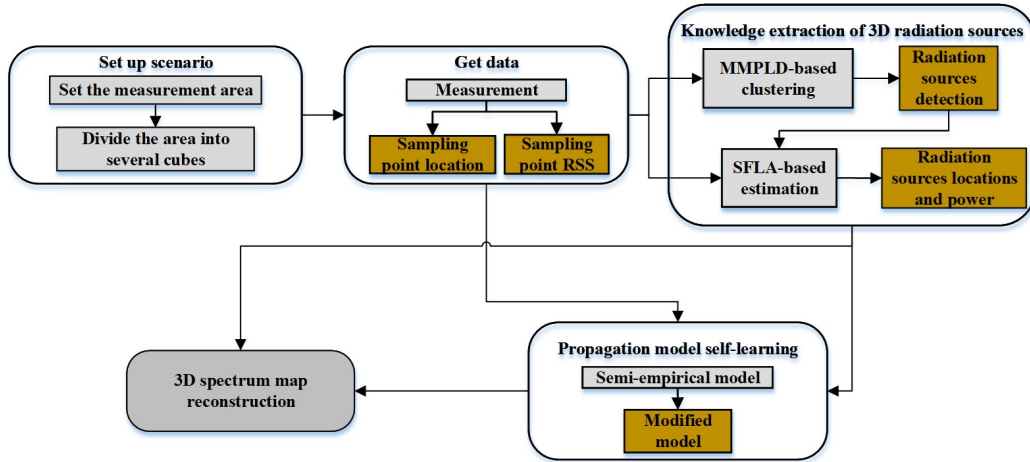 Set up scenario
Set the measurement area
Divide the area into
several cubes
Get data
Measurement
Sampling
point location
Sampling
point RSS
Knowledge extraction of 3D radiation sources
MMPLD-based
clustering
Radiation
sources
detection
SFLA-based
estimation
Radiation
sources locations
and power
3D spectrum map
reconstruction
Propagation model self-learning
Semi-empirical model
Modified
model